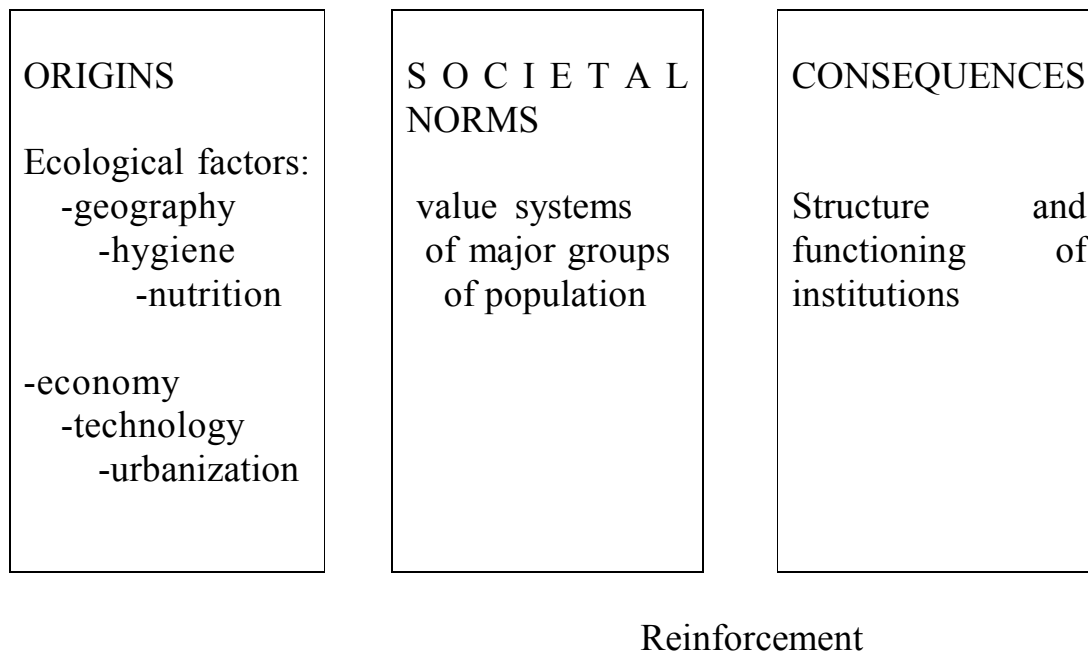 ORIGINS
Ecological factors:
-geography
-hygiene
-nutrition
-economy
-technology
-urbanization
S O C I E T A L
NORMS
value systems
of major groups
of population
CONSEQUENCES
Structure and
functioning of
institutions
Reinforcement